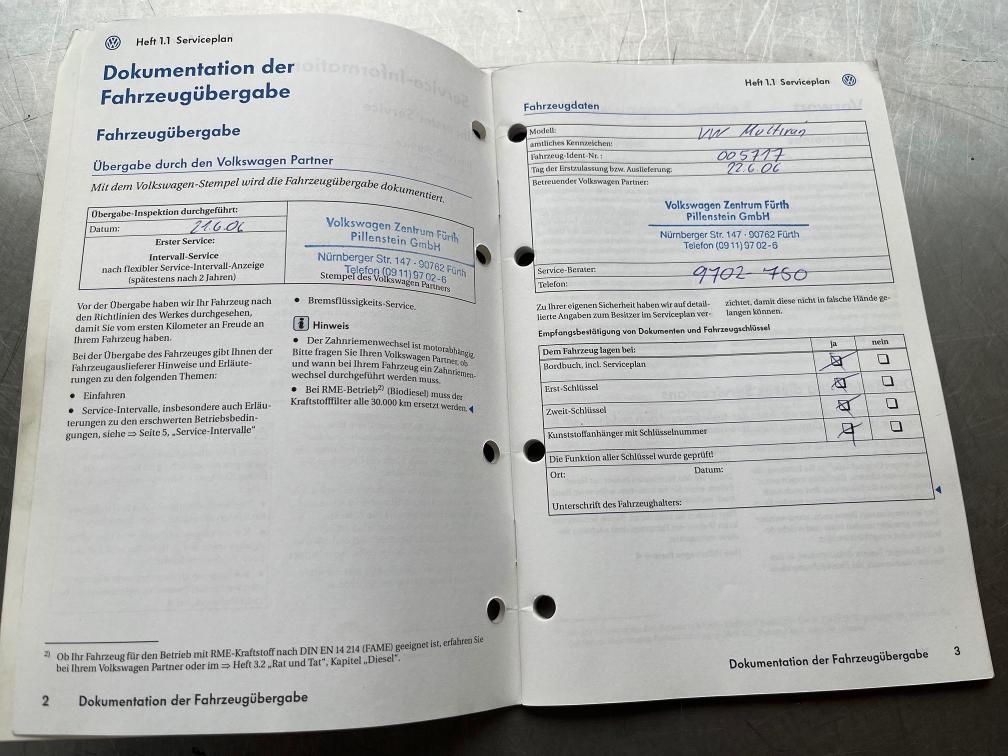 Heft 1.1 Serviceplan
Dokumentation der
Fahrzeugübergabe
Fahrzeugübergabe
Übergabe durch den Volkswagen Partner
Mit dem Volkswagen-Stempel wird die Fahrzeugübergabe dokumentiert.
Übergabe-Inspektion durchgeführt:
Datum: 21.6.06
Erster Service:
Intervall-Service
nach flexibler Service-Intervall-Anzeige
(spätestens nach 2 Jahren)
Volkswagen Zentrum Fürth
Pillenstein GmbH
Nürnberger Str. 147 · 90762 Fürth
Telefon (09 11) 97 02-6
Stempel des Volkswagen Partners
Vor der Übergabe haben wir Ihr Fahrzeug nach
den Richtlinien des Werkes durchgesehen,
damit Sie vom ersten Kilometer an Freude an
Ihrem Fahrzeug haben.
Bei der Übergabe des Fahrzeuges gibt Ihnen der
Fahrzeugauslieferer Hinweise und Erläute-
rungen zu den folgenden Themen:
• Einfahren
• Service-Intervalle, insbesondere auch Erläu-
terungen zu den erschwerten Betriebsbedin-
gungen, siehe ⇒ Seite 5, „Service-Intervalle“
• Bremsflüssigkeits-Service.
Hinweis
• Der Zahnriemenwechsel ist motorabhängig.
Bitte fragen Sie Ihren Volkswagen Partner, ob
und wann bei Ihrem Fahrzeug ein Zahnriemen-
wechsel durchgeführt werden muss.
• Bei RME-Betrieb2) (Biodiesel) muss der
Kraftstofffilter alle 30.000 km ersetzt werden.
2) Ob Ihr Fahrzeug für den Betrieb mit RME-Kraftstoff nach DIN EN 14 214 (FAME) geeignet ist, erfahren Sie
bei Ihrem Volkswagen Partner oder im ⇒ Heft 3.2 „Rat und Tat“, Kapitel „Diesel“.
2 Dokumentation der Fahrzeugübergabe
Heft 1.1 Serviceplan
Fahrzeugdaten
Modell: VW Multivan
amtliches Kennzeichen:
Fahrzeug-Ident-Nr.: 005717
Tag der Erstzulassung bzw. Auslieferung: 22.6.06
Betreuender Volkswagen Partner:
Volkswagen Zentrum Fürth
Pillenstein GmbH
Nürnberger Str. 147 · 90762 Fürth
Telefon (09 11) 97 02-6
Service-Berater:
Telefon: 9702-750
Zu Ihrer eigenen Sicherheit haben wir auf detail-
lierte Angaben zum Besitzer im Serviceplan ver-
zichtet, damit diese nicht in falsche Hände ge-
langen können.
Empfangsbestätigung von Dokumenten und Fahrzeugschlüssel
Dem Fahrzeug lagen bei: ja nein
Bordbuch, incl. Serviceplan
Erst-Schlüssel
Zweit-Schlüssel
Kunststoffanhänger mit Schlüsselnummer
Die Funktion aller Schlüssel wurde geprüft!
Ort: Datum:
Unterschrift des Fahrzeughalters:
Dokumentation der Fahrzeugübergabe 3